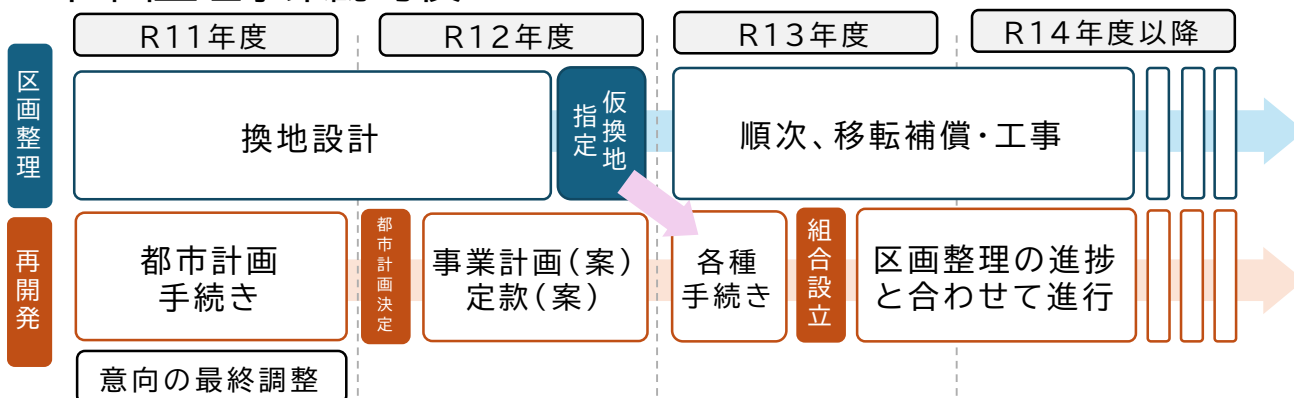 R11年度
R12年度
R13年度
R14年度以降
区画整理
換地設計
仮換地
指定
順次、移転補償・工事
再開発
都市計画
手続き
都市計画決定
事業計画(案)
定款(案)
各種
手続き
組合設立
区画整理の進捗
と合わせて進行
意向の最終調整